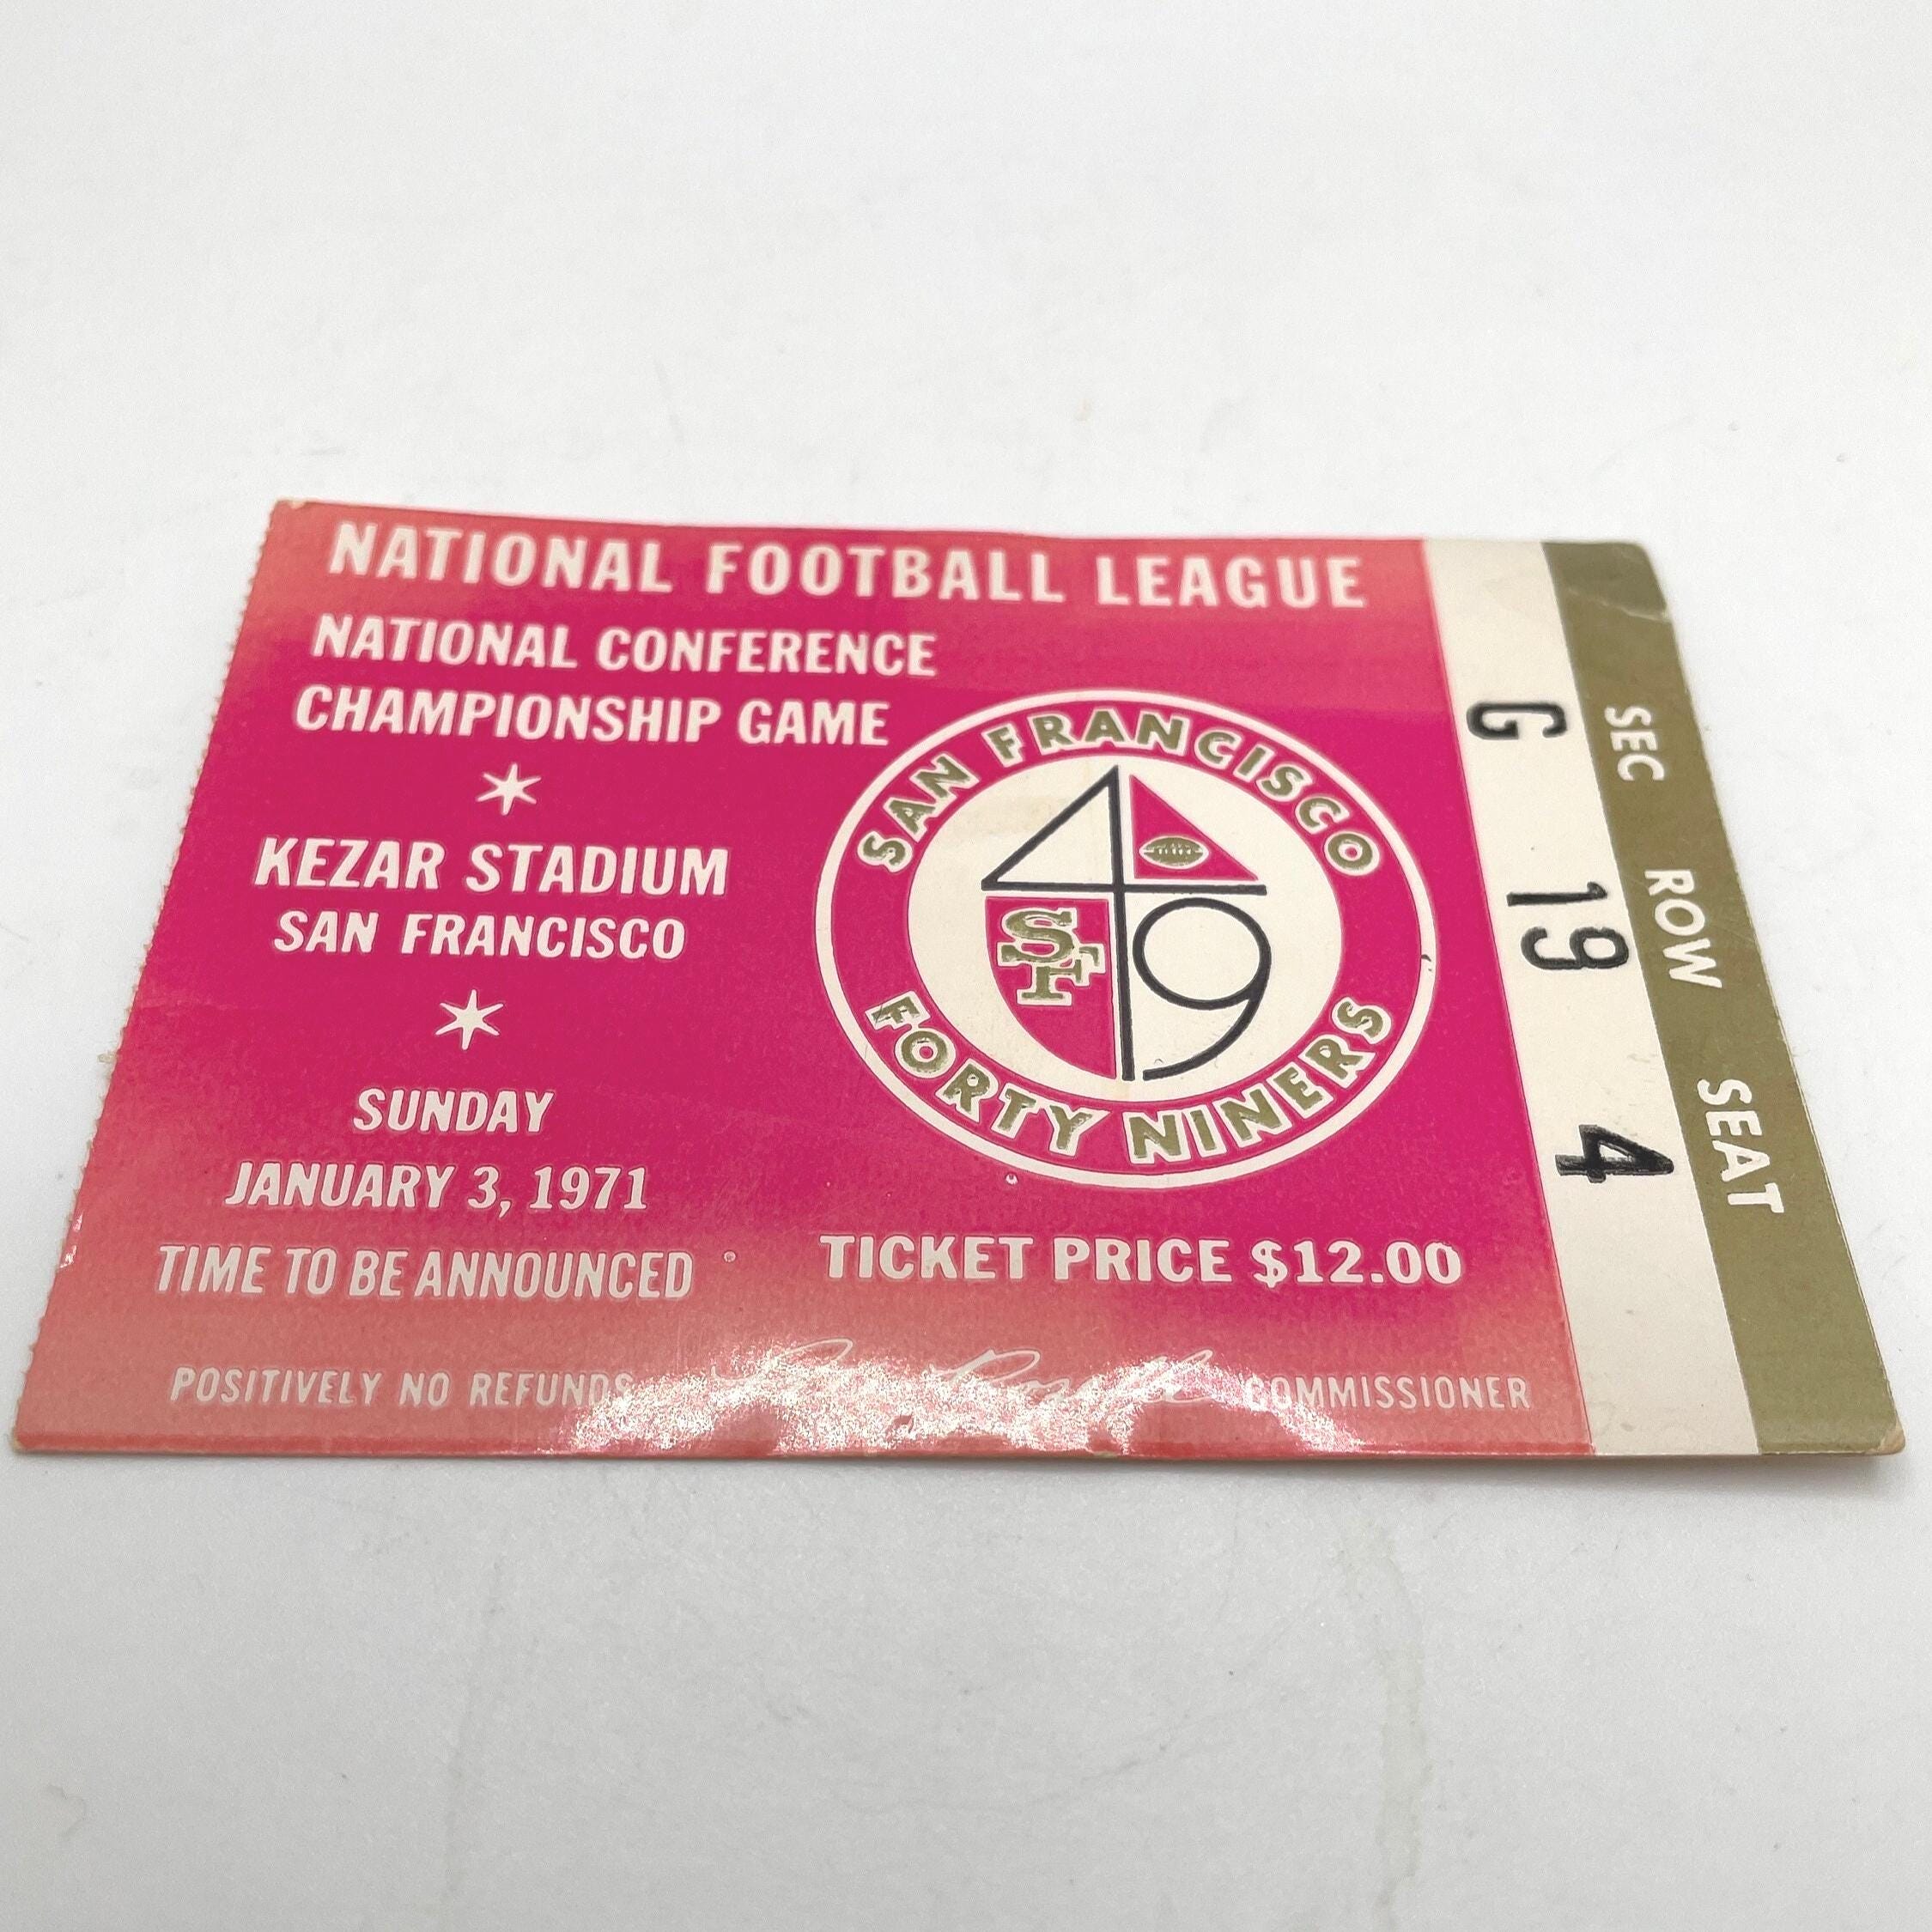 NATIONAL FOOTBALL LEAGUE
NATIONAL CONFERENCE
CHAMPIONSHIP GAME
KEZAR STADIUM
SAN FRANCISCO
SUNDAY
JANUARY 3, 1971
TIME TO BE ANNOUNCED
POSITIVELY NO REFUNDS
SAN FRANCISCO
49
SF
FORTY NINERS
TICKET PRICE $12.00
COMMISSIONER
G 19 4
SEC ROW SEAT